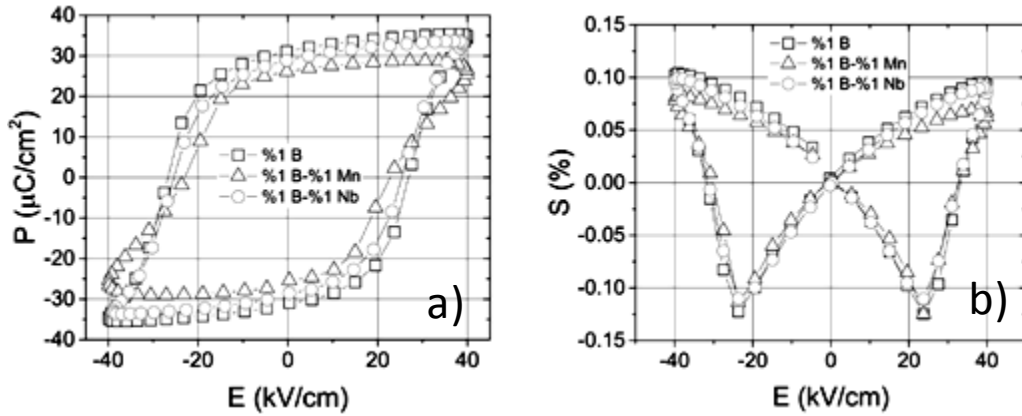 40
30
20
10
0
-10
-20
-30
-40
P (μC/cm²)
%1 B
%1 B-%1 Mn
%1 B-%1 Nb
a)
-40 -20 0 20 40
E (kV/cm)
0.15
0.10
0.05
0.00
-0.05
-0.10
-0.15
S (%)
%1 B
%1 B-%1 Mn
%1 B-%1 Nb
b)
-40 -20 0 20 40
E (kV/cm)